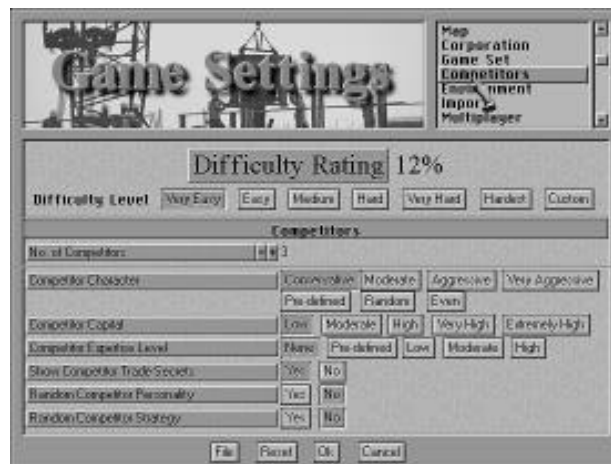 Game Settings
Map
Corporation
Game Set
Competitors
Environment
Import
Multiplayer
Difficulty Rating 12%
Difficulty Level Very Easy Easy Medium Hard Very Hard Hardest Custom
Competitors
No. of Competitors 3
Competitor Character Conservative Moderate Aggressive Very Aggressive
Pre-defined Random Even
Competitor Capital Low Moderate High Very High Extremely High
Competitor Expertise Level None Pre-defined Low Moderate High
Show Competitor Trade Secrets Yes No
Random Competitor Personality Yes No
Random Competitor Strategy Yes No
File Reset Ok Cancel